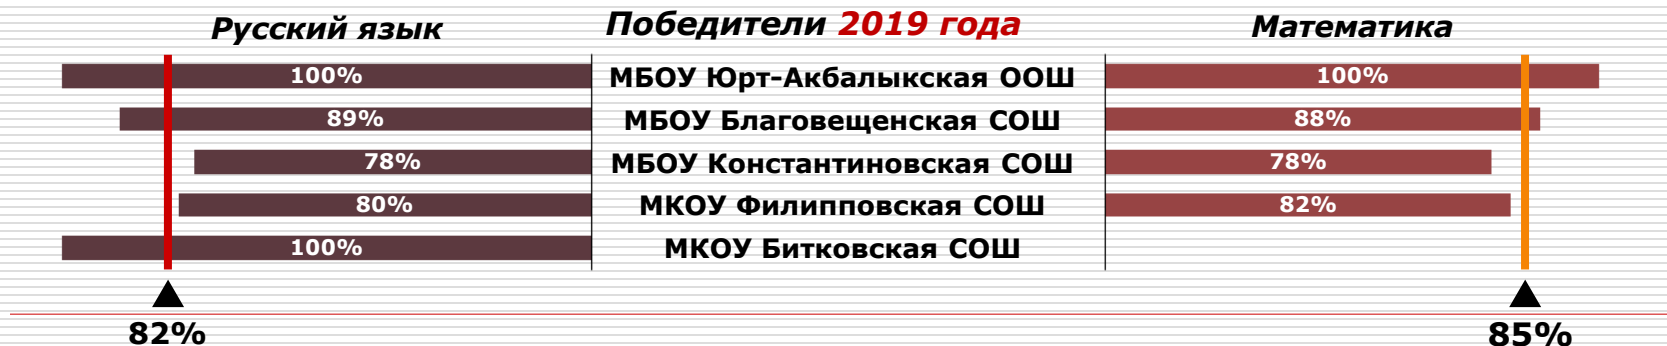 Русский язык Победители 2019 года Математика
100% МБОУ Юрт-Акбалыкская ООШ 100%
89% МБОУ Благовещенская СОШ 88%
78% МБОУ Константиновская СОШ 78%
80% МКОУ Филипповская СОШ 82%
100% МКОУ Битковская СОШ
82% 85%